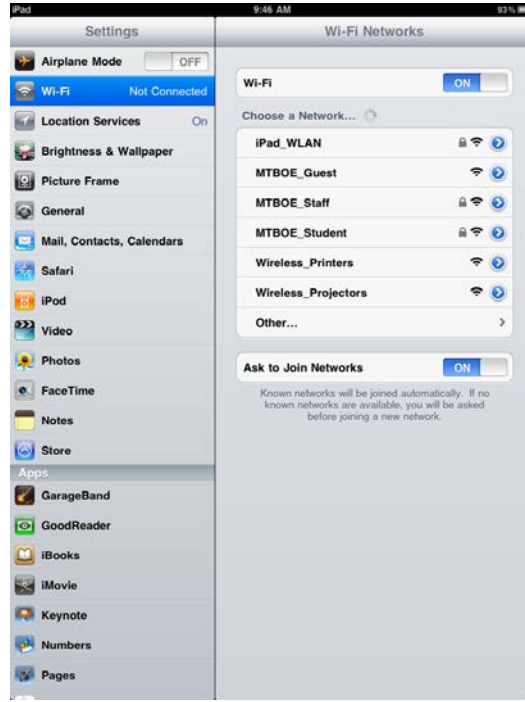 iPad 9:46 AM 93%
Settings
Airplane Mode OFF
Wi-Fi Not Connected
Location Services On
Brightness & Wallpaper
Picture Frame
General
Mail, Contacts, Calendars
Safari
iPod
Video
Photos
FaceTime
Notes
Store
Apps
GarageBand
GoodReader
iBooks
iMovie
Keynote
Numbers
Pages
Wi-Fi Networks
Wi-Fi ON
Choose a Network...
iPad_WLAN
MTBOE_Guest
MTBOE_Staff
MTBOE_Student
Wireless_Printers
Wireless_Projectors
Other...
Ask to Join Networks ON
Known networks will be joined automatically. If no
known networks are available, you will be asked
before joining a new network.